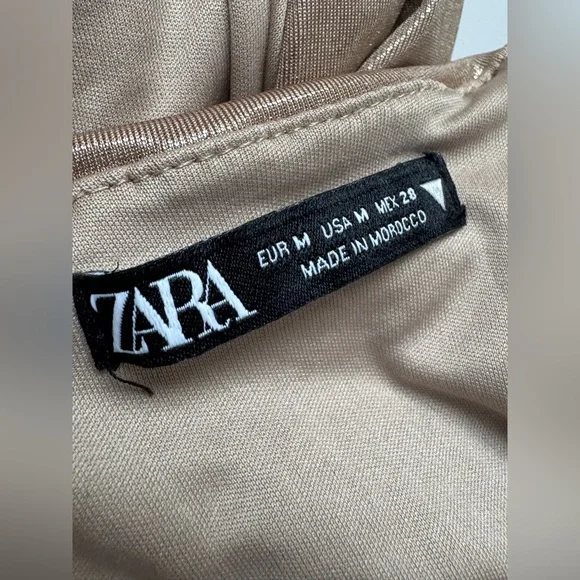 ZARA
EUR M USA M MEX 28
MADE IN MOROCCO